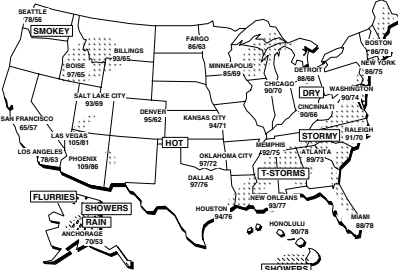 SEATTLE
78/56
SMOKEY
BILLINGS
93/65
BOISE
97/65
FARGO
86/63
MINNEAPOLIS
85/69
BOSTON
86/70
NEW YORK
86/75
DETROIT
88/68
CHICAGO
90/70
DRY
WASHINGTON
90/74
CINCINNATI
90/66
SALT LAKE CITY
93/69
DENVER
95/62
KANSAS CITY
94/71
SAN FRANCISCO
65/57
LAS VEGAS
105/81
LOS ANGELES
78/63
PHOENIX
109/86
HOT
STORMY
RALEIGH
91/70
MEMPHIS
92/75
ATLANTA
89/73
OKLAHOMA CITY
97/72
DALLAS
97/76
T-STORMS
NEW ORLEANS
93/77
HOUSTON
94/76
MIAMI
88/78
FLURRIES
SHOWERS
RAIN
ANCHORAGE
70/53
HONOLULU
90/78
SHOWERS